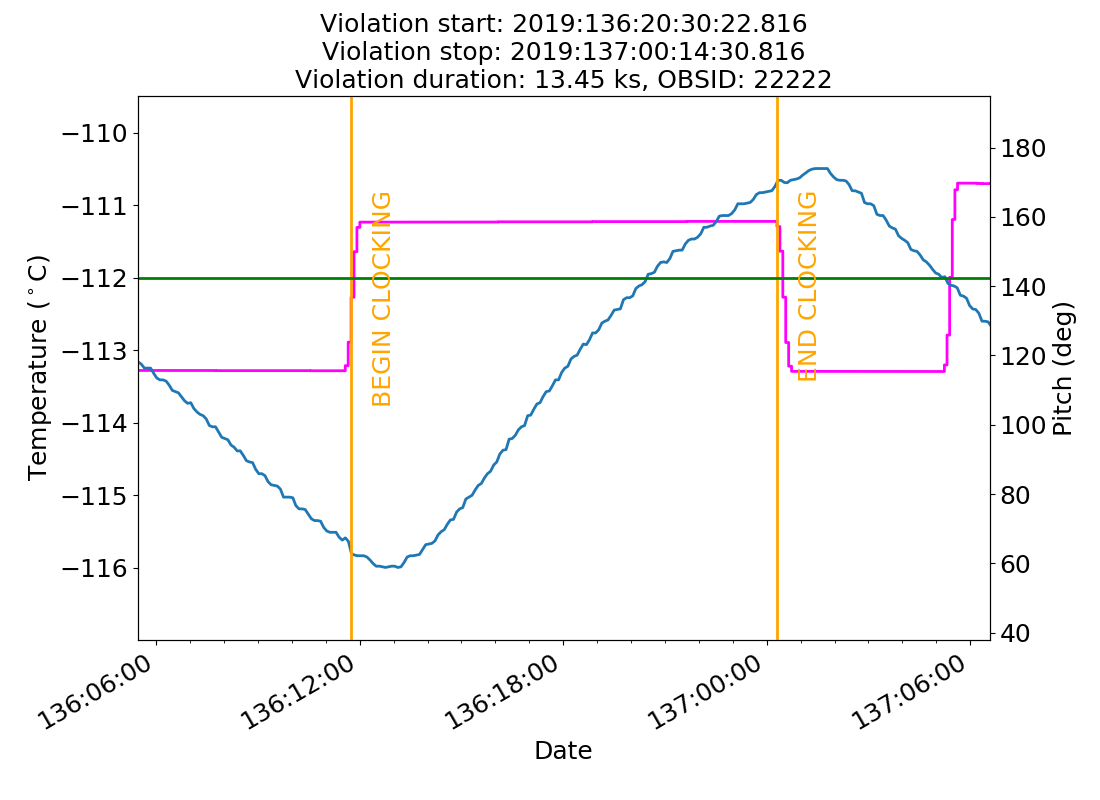 Violation start: 2019:136:20:30:22.816
Violation stop: 2019:137:00:14:30.816
Violation duration: 13.45 ks, OBSID: 22222
−110
−111
−112
−113
−114
−115
−116
Temperature (°C)
BEGIN CLOCKING
END CLOCKING
180
160
140
120
100
80
60
40
Pitch (deg)
136:06:00
136:12:00
136:18:00
137:00:00
137:06:00
Date